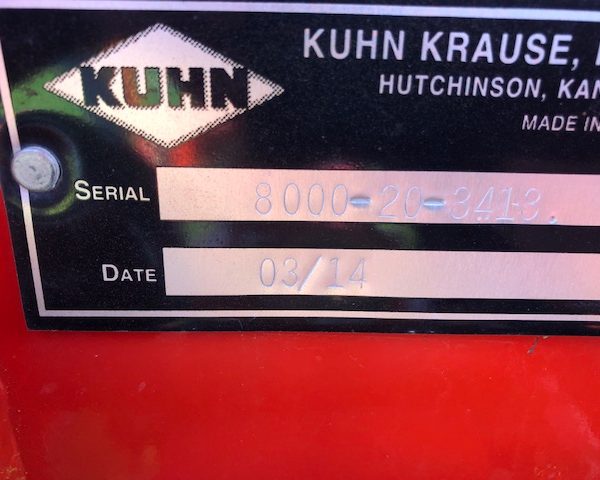 KUHN
KUHN KRAUSE,
HUTCHINSON, KAN
MADE IN
SERIAL 8000-20-3413.
DATE 03/14